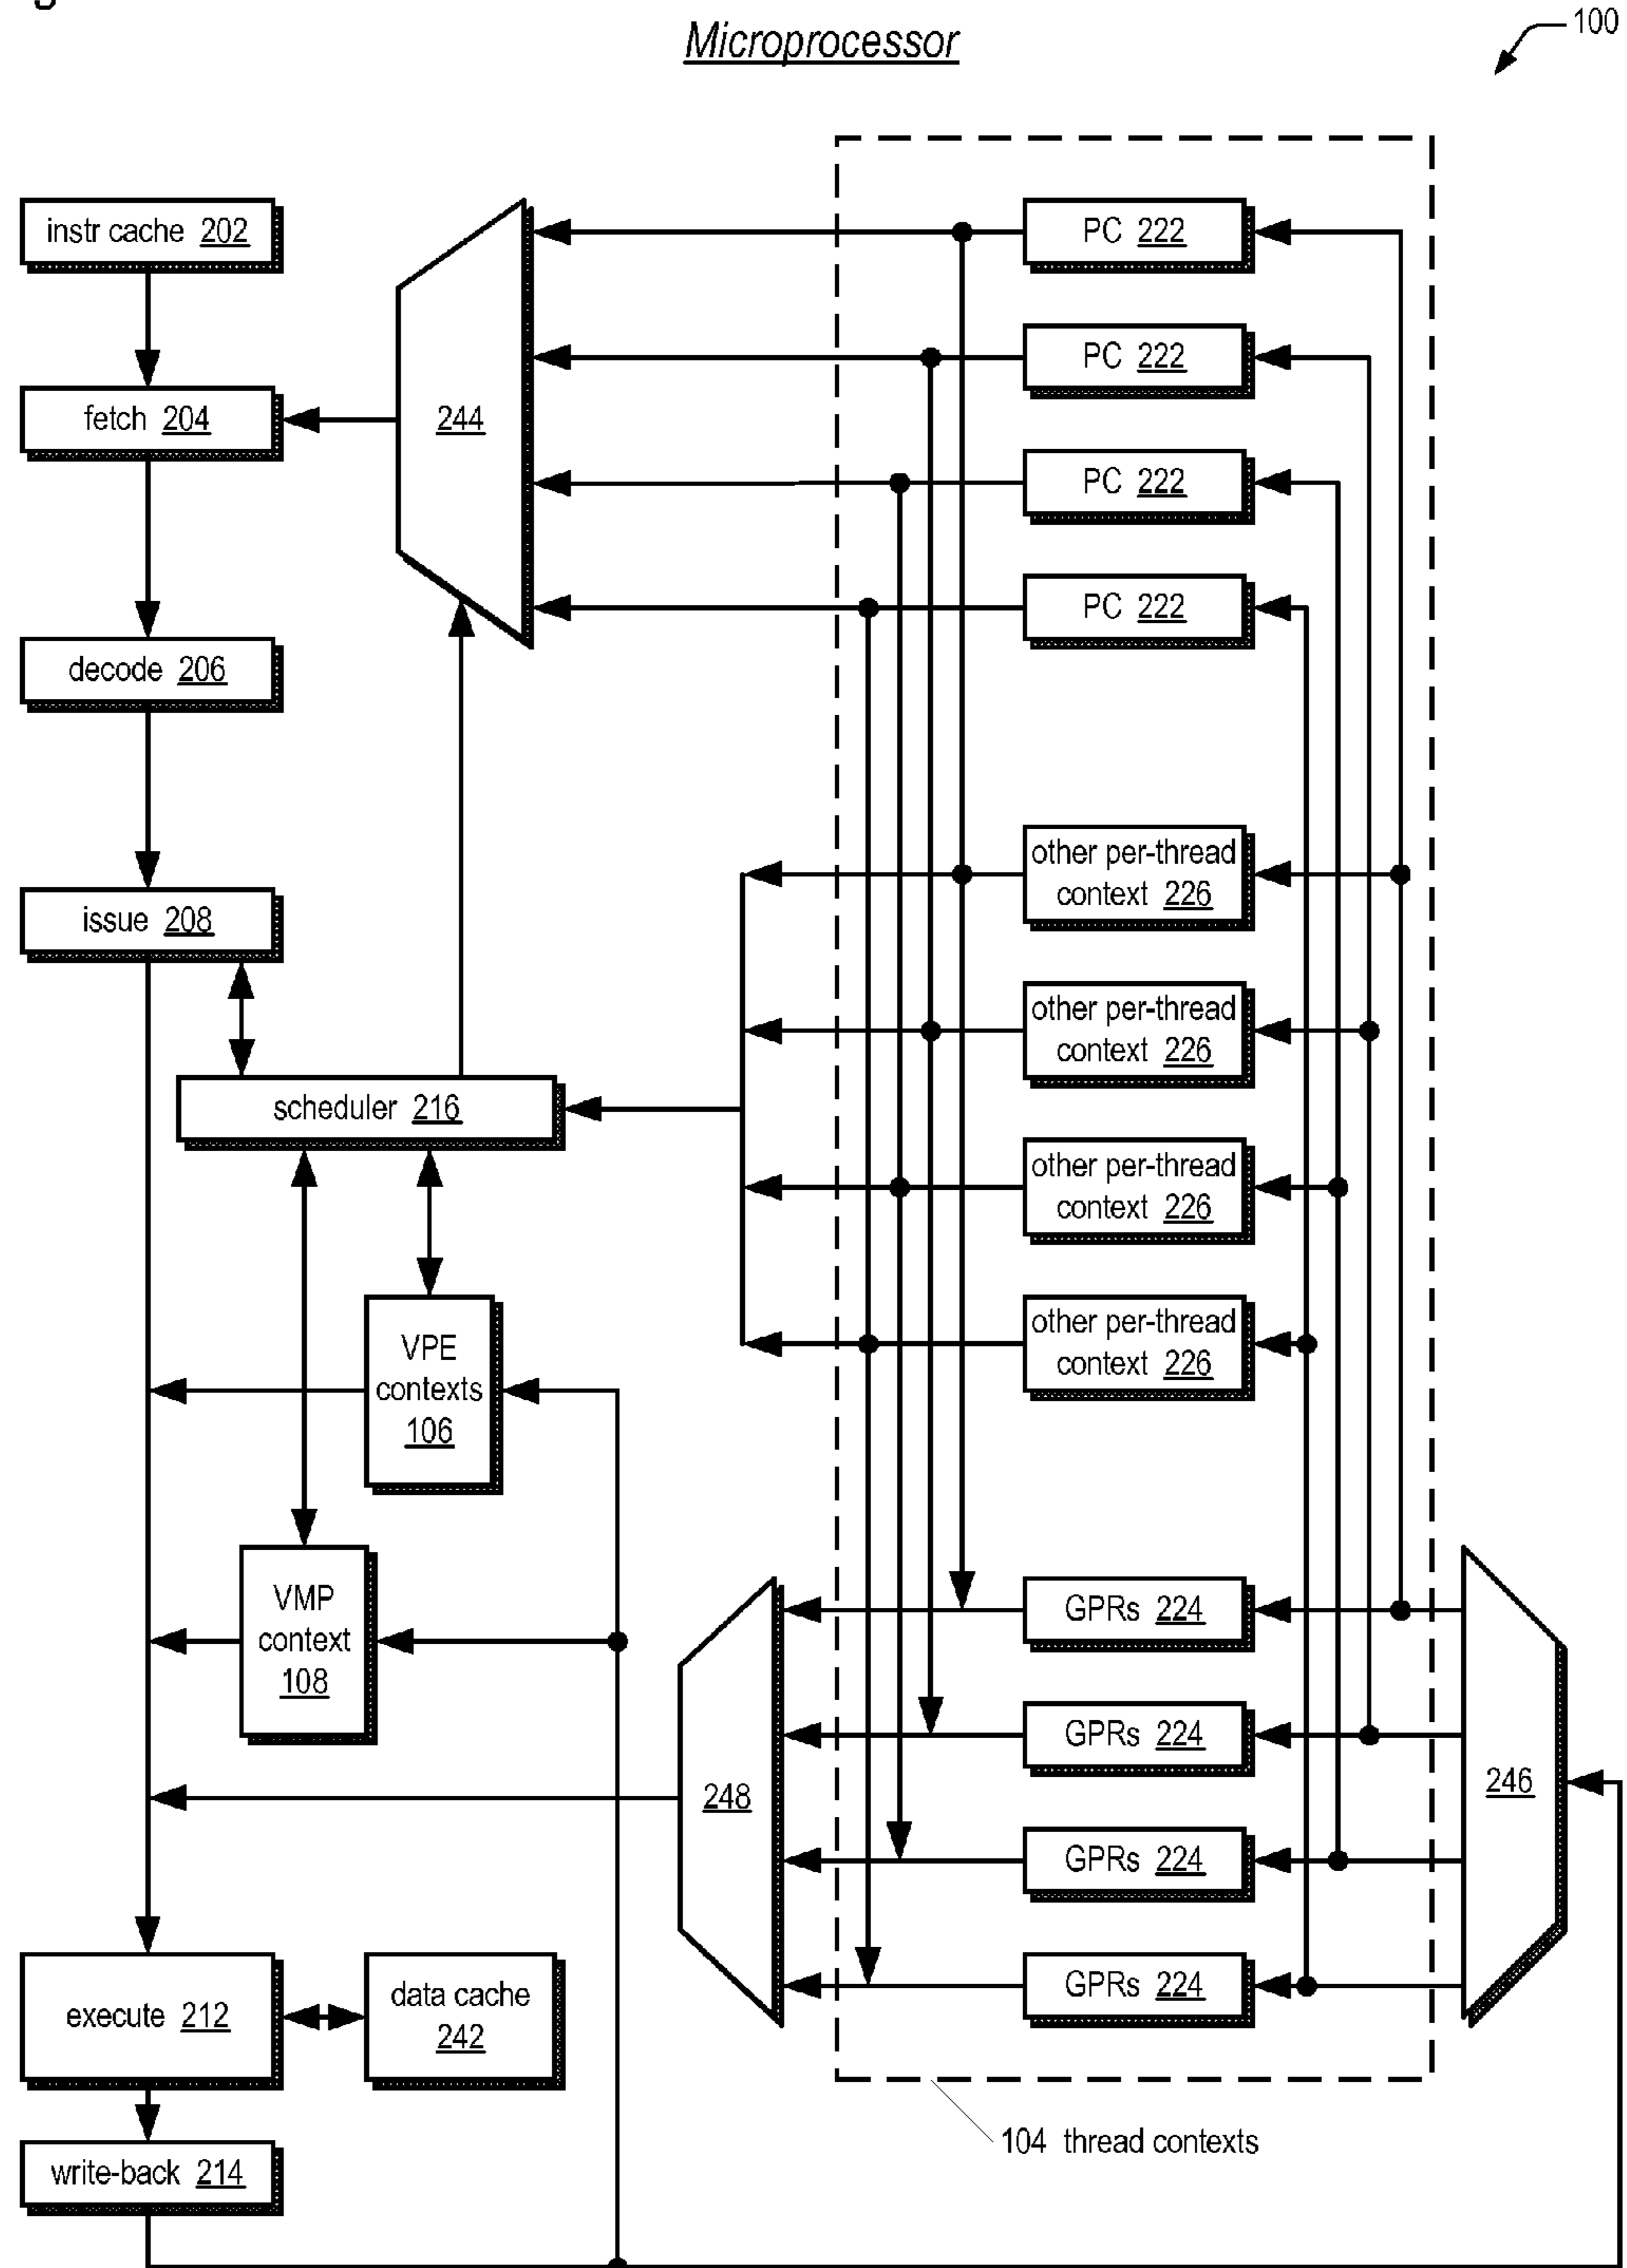 Microprocessor
100
instr cache 202
PC 222
PC 222
fetch 204
244
PC 222
PC 222
decode 206
other per-thread
context 226
issue 208
other per-thread
context 226
scheduler 216
other per-thread
context 226
other per-thread
context 226
VPE
contexts
106
VMP
context
108
GPRs 224
GPRs 224
248
246
GPRs 224
GPRs 224
execute 212
data cache
242
104 thread contexts
write-back 214